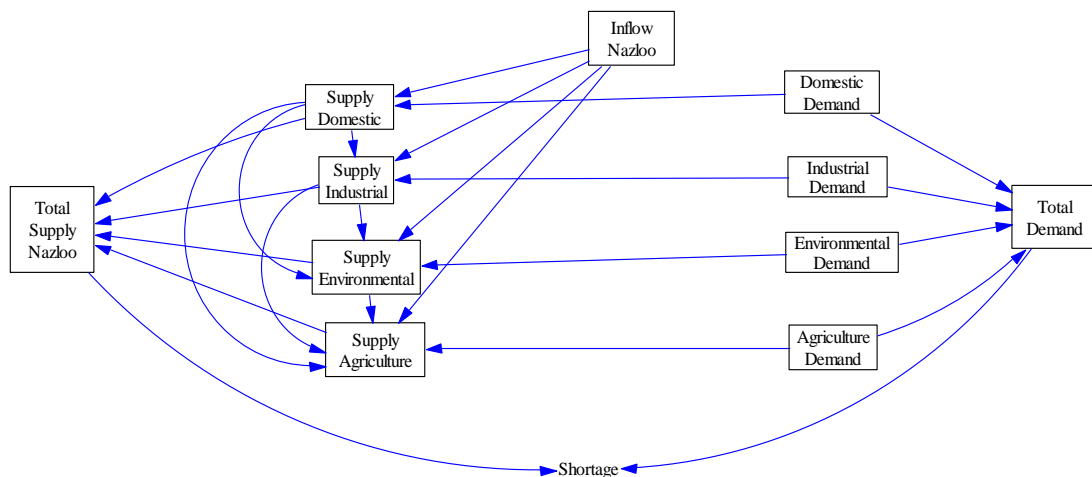 Inflow
Nazloo
Supply
Domestic
Domestic
Demand
Supply
Industrial
Industrial
Demand
Total
Supply
Nazloo
Total
Demand
Supply
Environmental
Environmental
Demand
Supply
Agriculture
Agriculture
Demand
Shortage